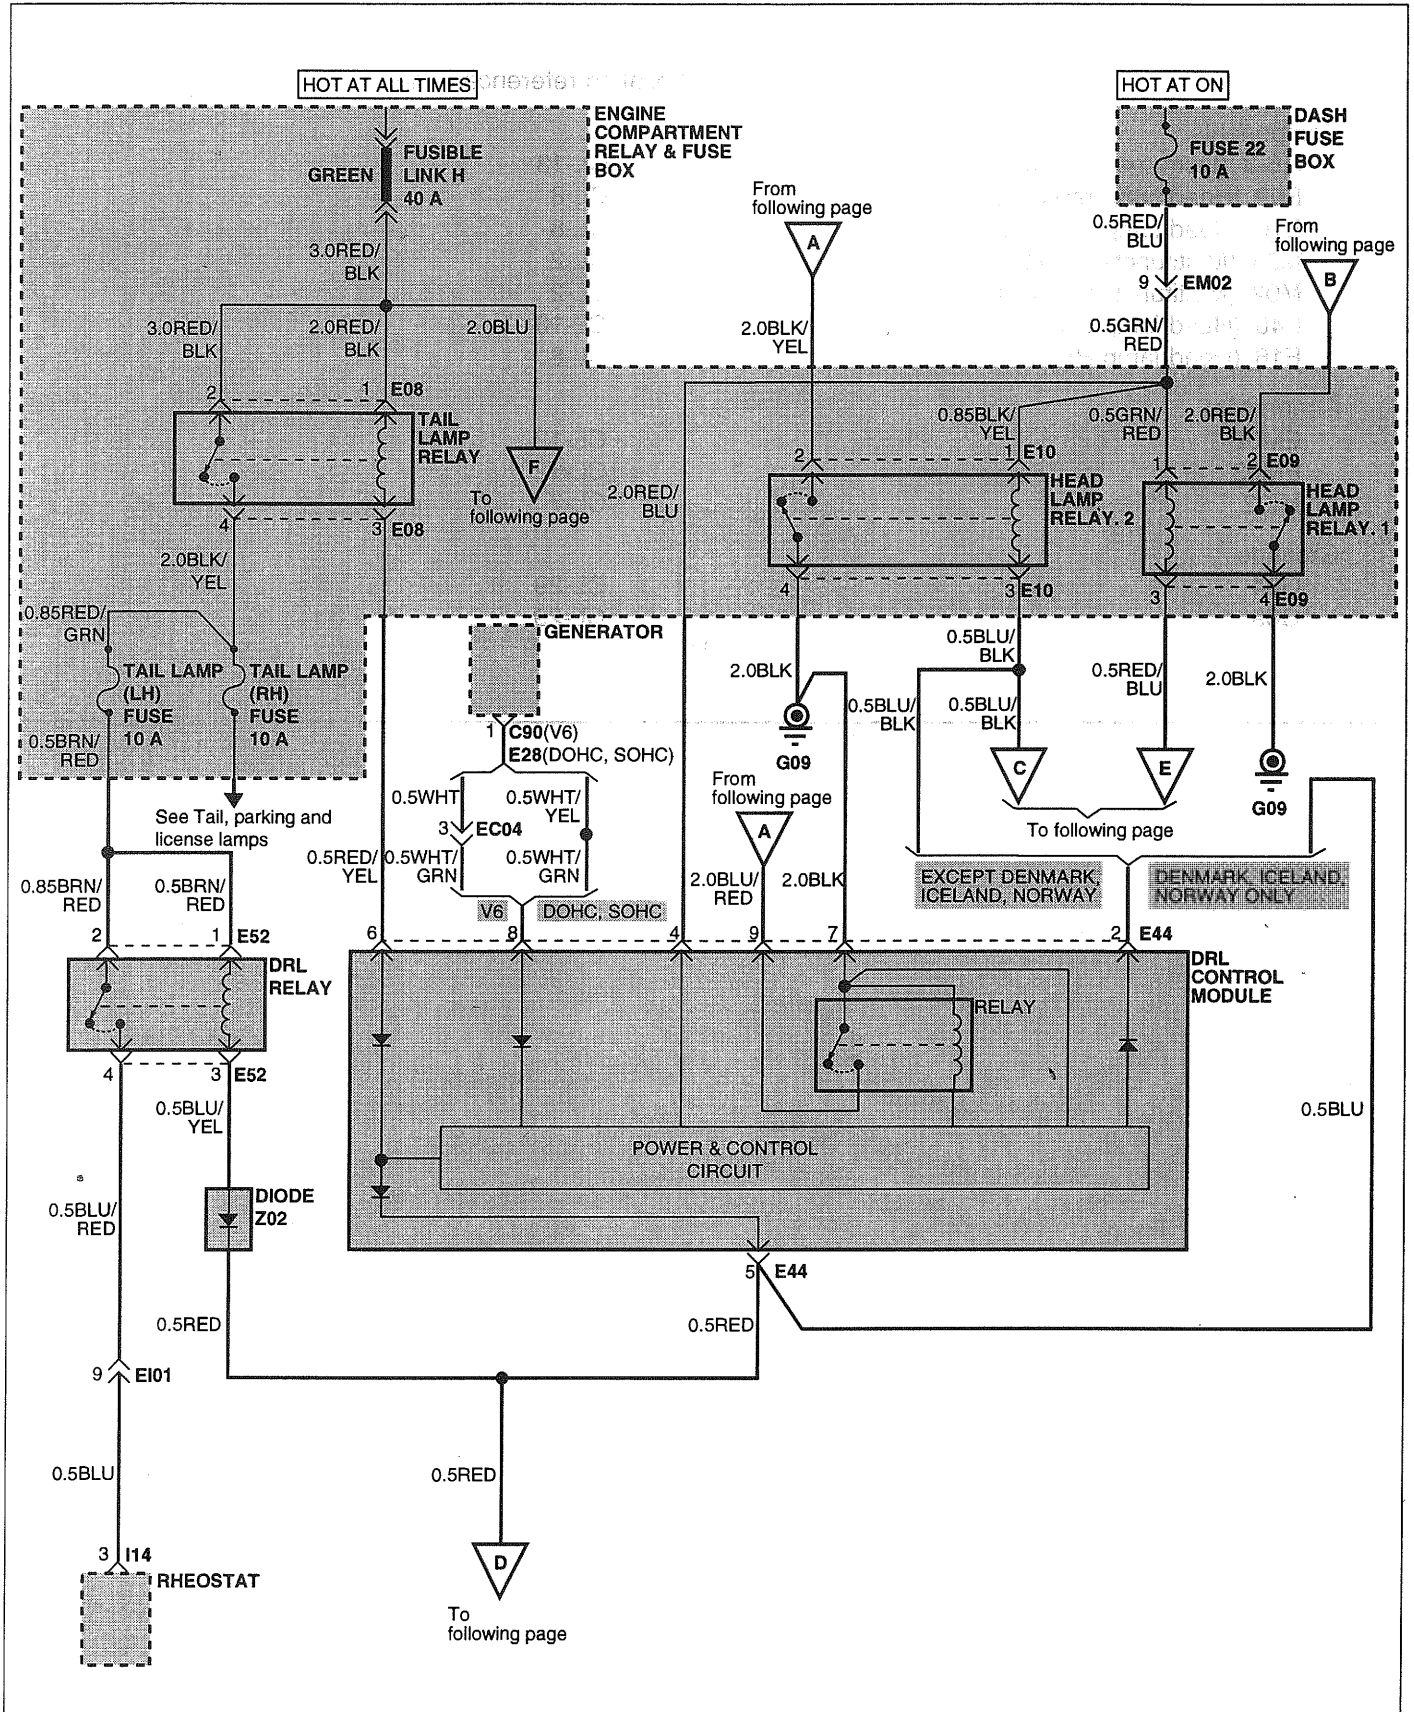 HOT AT ALL TIMES
HOT AT ON
ENGINE
COMPARTMENT
RELAY & FUSE
BOX
FUSIBLE
LINK H
40 A
GREEN
DASH
FUSE
BOX
FUSE 22
10 A
From
following page
A
0.5RED/
BLU
From
following page
B
9
EM02
3.0RED/
BLK
3.0RED/
BLK
2.0RED/
BLK
2.0BLU
2.0BLK/
YEL
0.5GRN/
RED
2
1
E08
TAIL
LAMP
RELAY
F
To
following page
4
3
E08
2.0RED/
BLU
0.85BLK/
YEL
0.5GRN/
RED
2.0RED/
BLK
2
1
E10
HEAD
LAMP
RELAY. 2
1
2
E09
HEAD
LAMP
RELAY. 1
4
3
E10
3
4
E09
2.0BLK/
YEL
0.85RED/
GRN
TAIL LAMP
(LH)
FUSE
10 A
TAIL LAMP
(RH)
FUSE
10 A
0.5BRN/
RED
GENERATOR
1
C90(V6)
E28(DOHC, SOHC)
2.0BLK
G09
0.5BLU/
BLK
0.5BLU/
BLK
0.5BLU/
BLK
0.5RED/
BLU
2.0BLK
C
E
G09
To following page
See Tail, parking and
license lamps
0.5WHT
0.5WHT/
YEL
3
EC04
0.5RED/
YEL
0.5WHT/
GRN
0.5WHT/
GRN
V6
DOHC, SOHC
From
following page
A
2.0BLU/
RED
2.0BLK
EXCEPT DENMARK,
ICELAND, NORWAY
DENMARK, ICELAND,
NORWAY ONLY
0.85BRN/
RED
0.5BRN/
RED
2
1
E52
DRL
RELAY
4
3
E52
6
8
4
9
7
2
E44
DRL
CONTROL
MODULE
RELAY
POWER & CONTROL
CIRCUIT
0.5BLU
0.5BLU/
YEL
0.5BLU/
RED
DIODE
Z02
5
E44
0.5RED
0.5RED
9
EI01
0.5BLU
0.5RED
3
I14
RHEOSTAT
D
To
following page